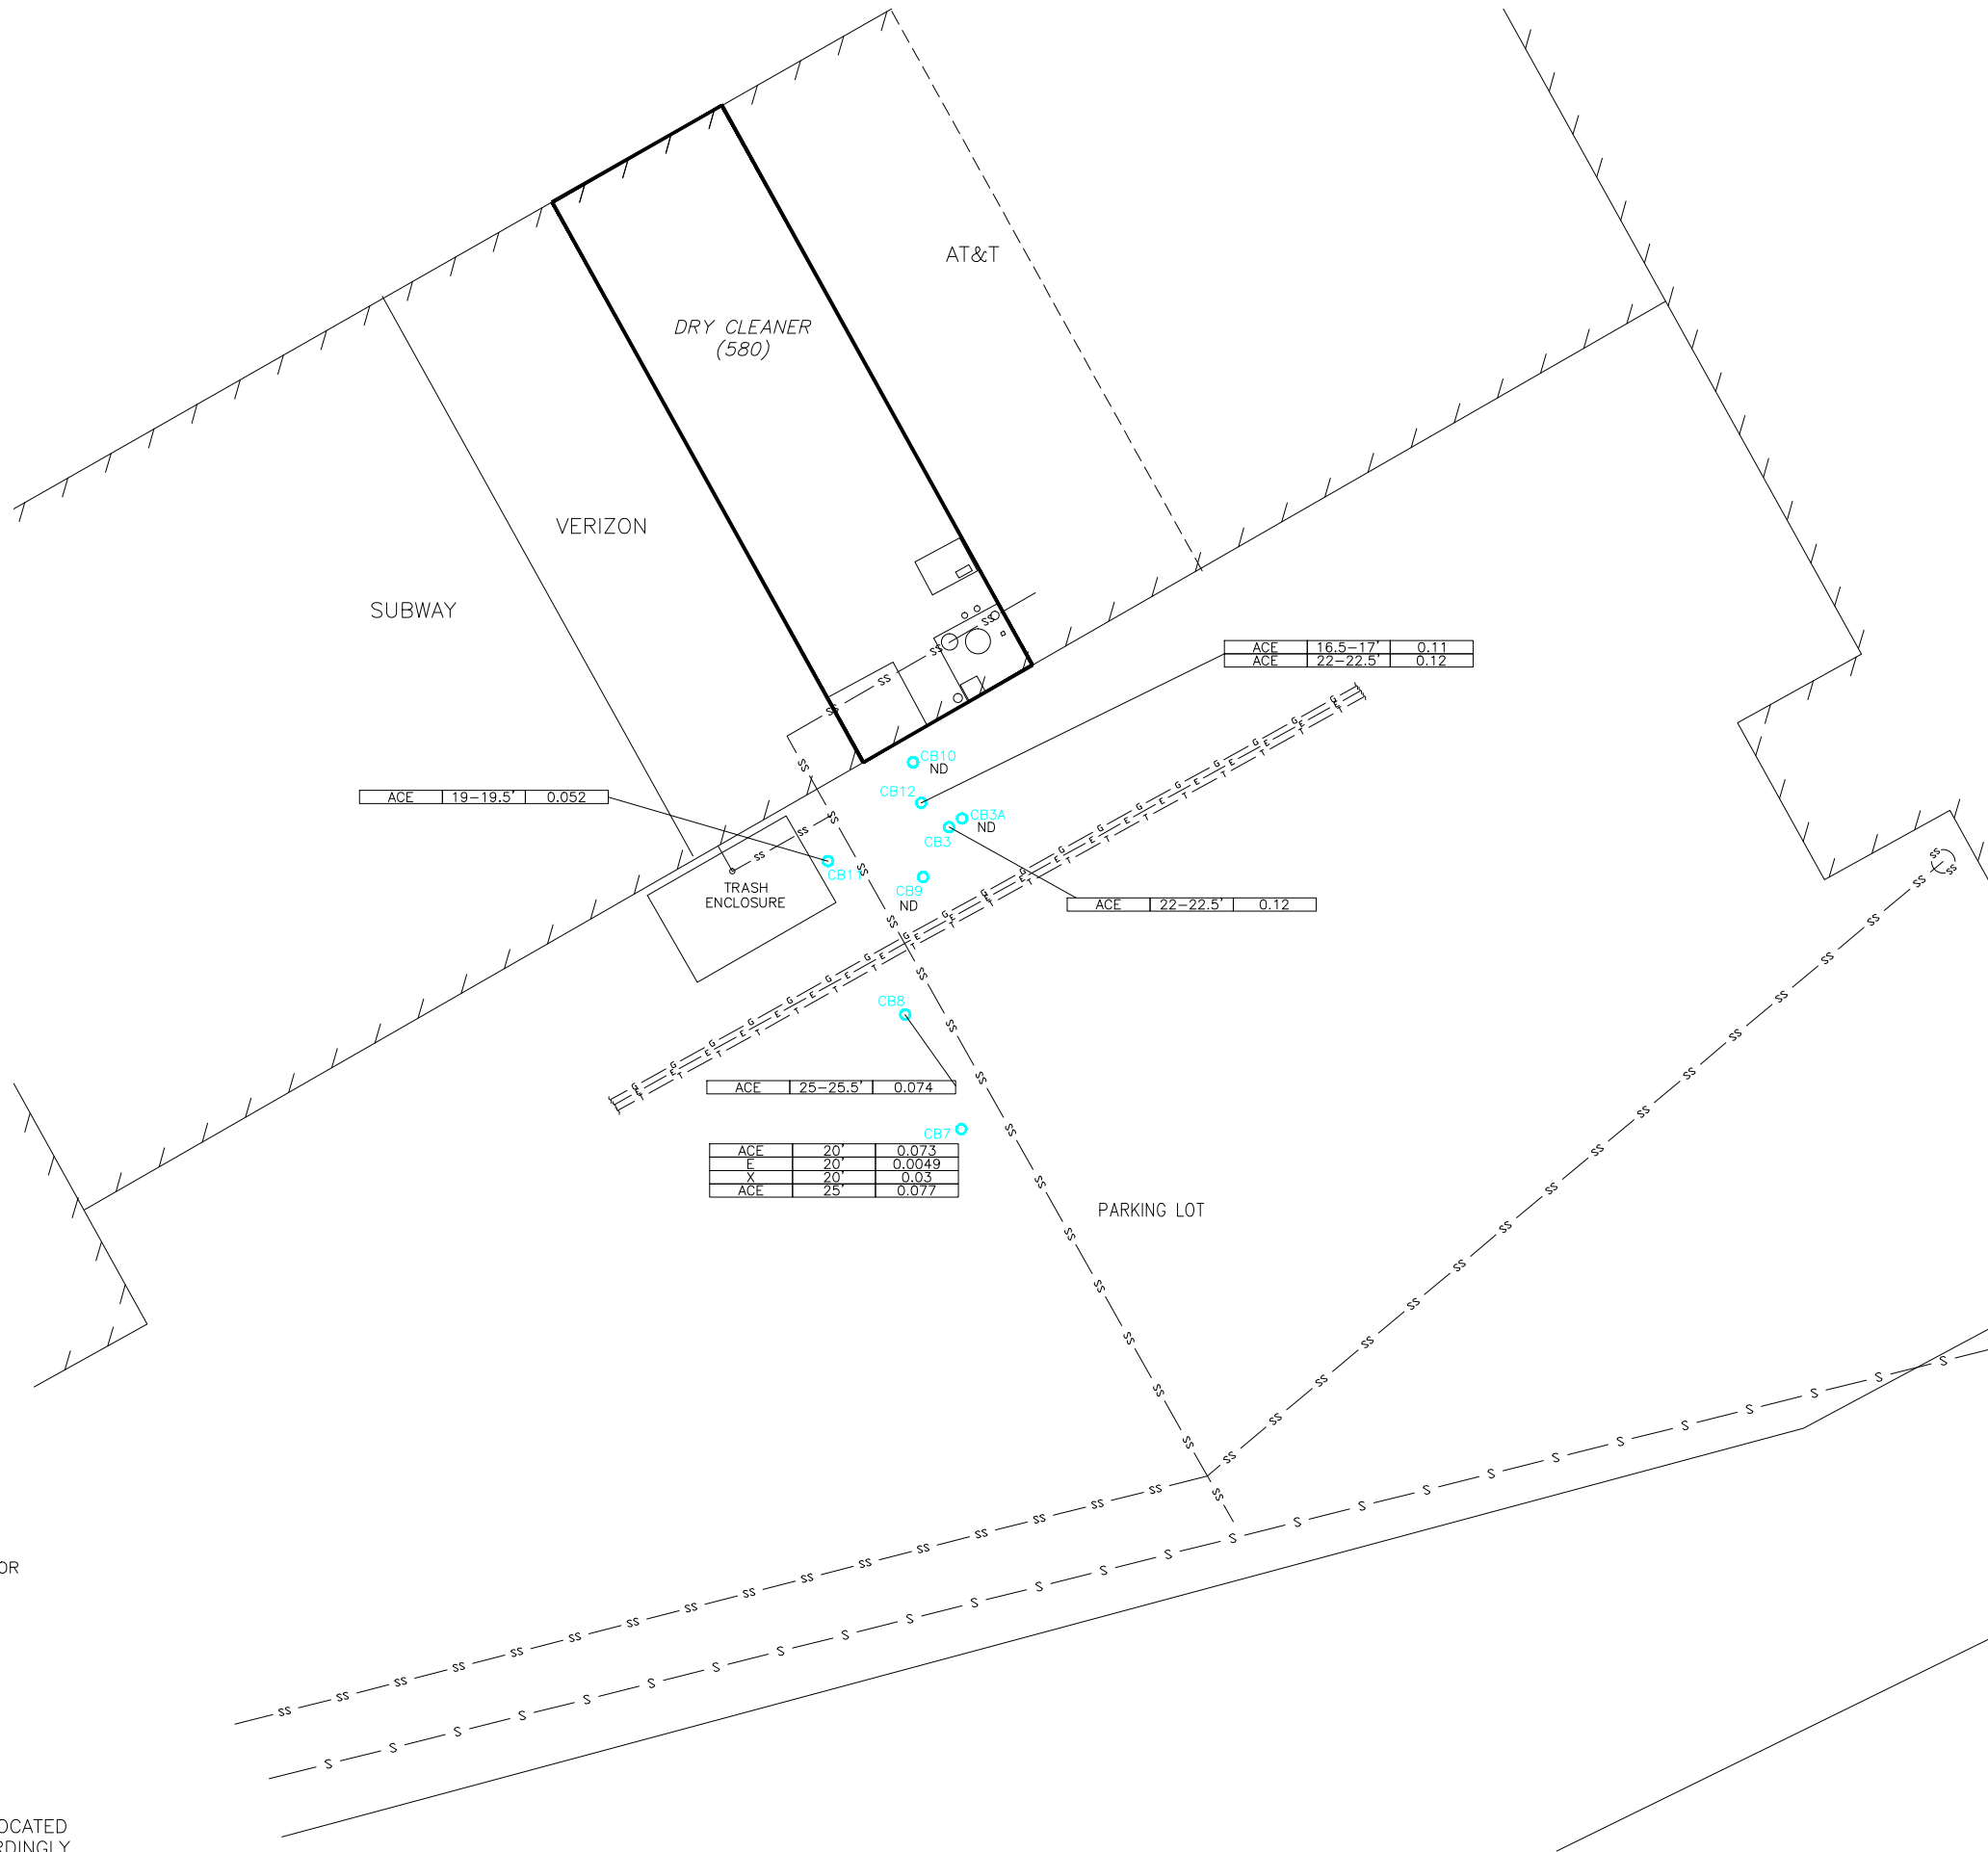 AT&T
DRY CLEANER
(580)
VERIZON
SUBWAY
ACE 16.5-17' 0.11
ACE 22-22.5' 0.12
CB10
ND
ACE 19-19.5' 0.052
CB12
CB3A
ND
CB3
CB11
TRASH
ENCLOSURE
CB9
ND
ACE 22-22.5' 0.12
CB8
ACE 25-25.5' 0.074
CB7
ACE 20' 0.073
E 20' 0.0049
X 20' 0.03
ACE 25' 0.077
PARKING LOT
OR
OCATED
RDINGLY